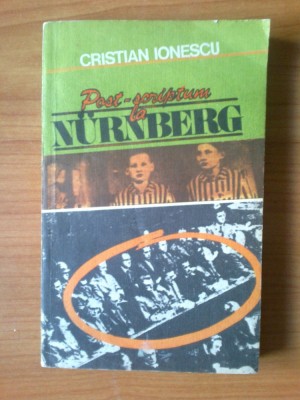 CRISTIAN IONESCU
Post-scriptum
la
NÜRNBERG